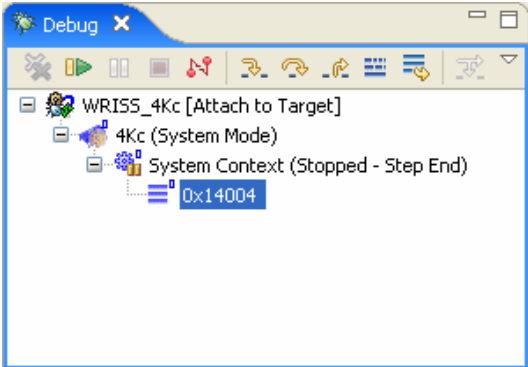 Debug
WRISS_4Kc [Attach to Target]
4Kc (System Mode)
System Context (Stopped - Step End)
0x14004